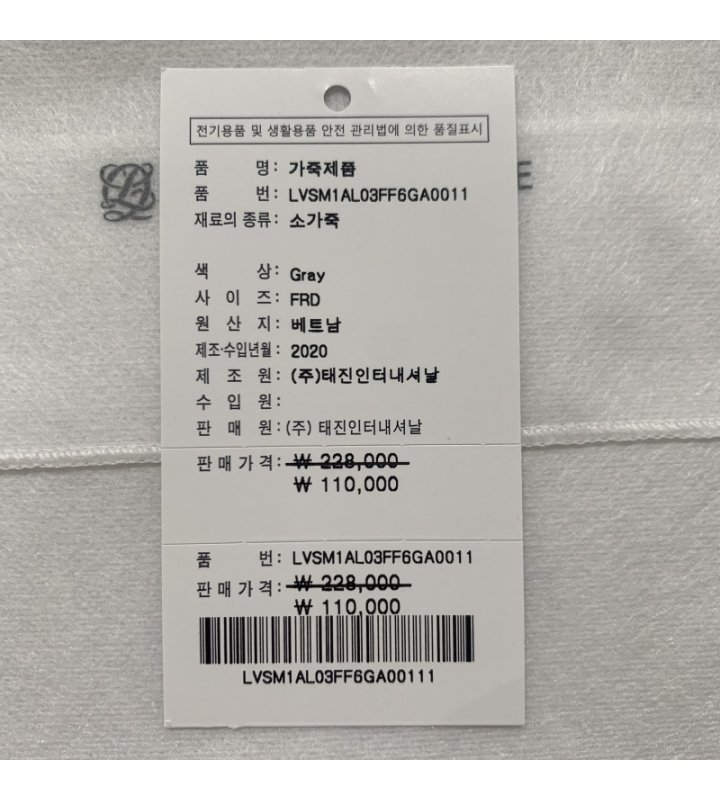 전기용품 및 생활용품 안전 관리법에 의한 품질표시
품 명: 가죽제품
품 번: LVSM1AL03FF6GA0011
재료의 종류: 소가죽
색 상: Gray
사 이 즈: FRD
원 산 지: 베트남
제조·수입년월: 2020
제 조 원: (주)태진인터내셔날
수 입 원:
판 매 원: (주) 태진인터내셔날
판 매 가 격: ₩ 228,000
₩ 110,000
품 번: LVSM1AL03FF6GA0011
판 매 가 격: ₩ 228,000
₩ 110,000
LVSM1AL03FF6GA00111